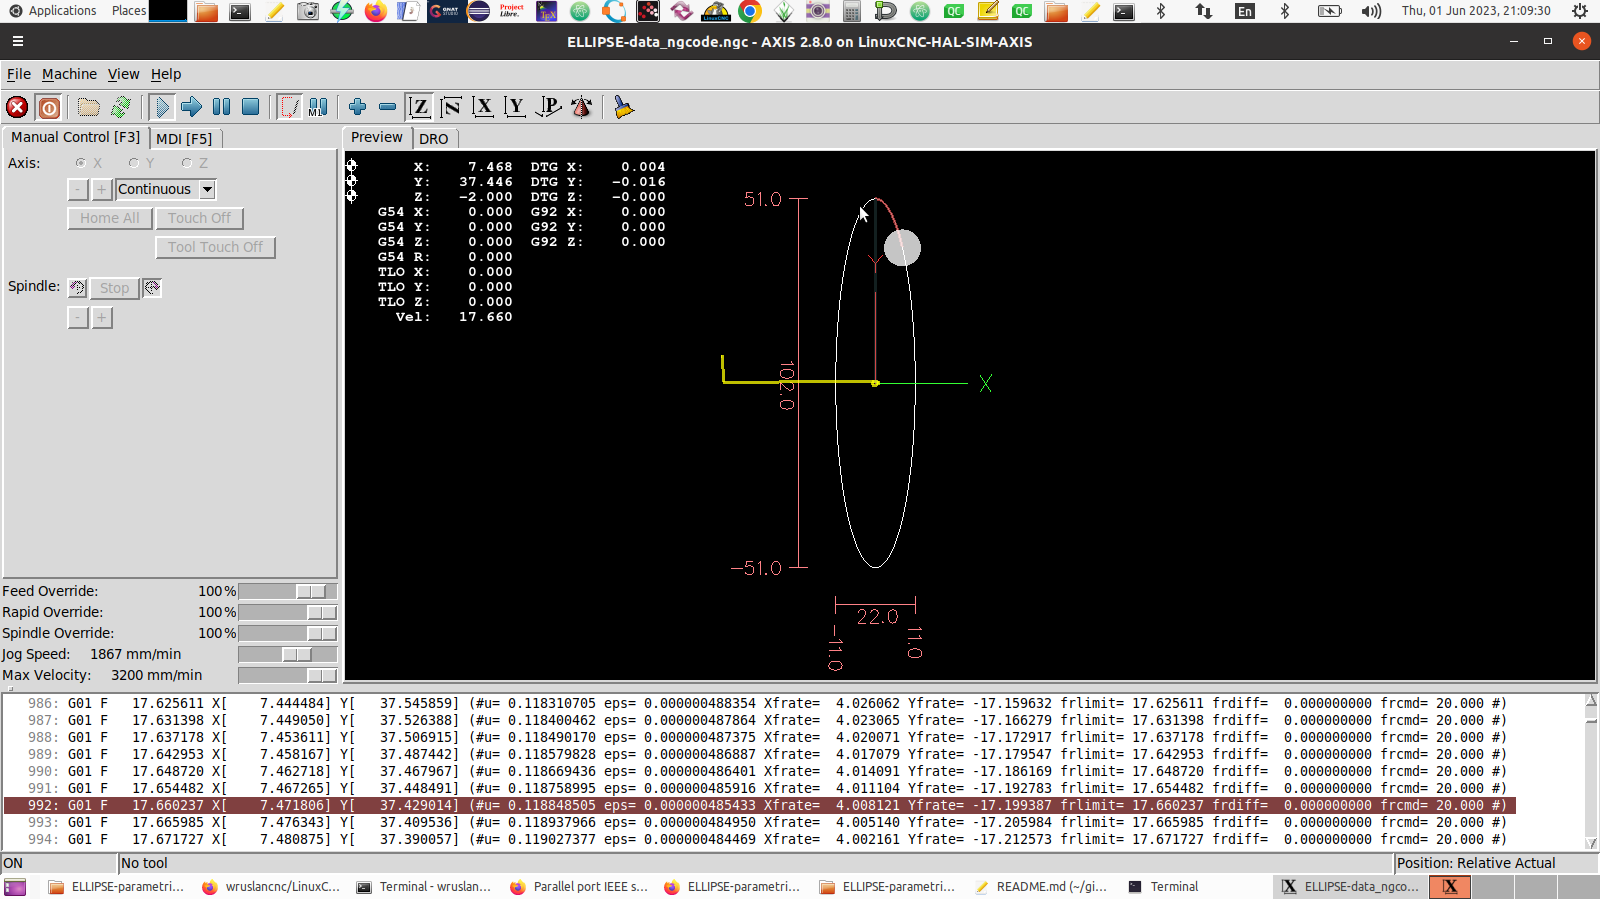 Applications Places En Thu, 01 Jun 2023, 21:09:30
ELLIPSE-data_ngcode.ngc - AXIS 2.8.0 on LinuxCNC-HAL-SIM-AXIS
File Machine View Help
Manual Control [F3] MDI [F5]
Preview DRO
Axis: X Y Z
- + Continuous
Home All Touch Off
Tool Touch Off
Spindle: Stop
- +
X: 7.468 DTG X: 0.004
Y: 37.446 DTG Y: -0.016
Z: -2.000 DTG Z: -0.000
G54 X: 0.000 G92 X: 0.000
G54 Y: 0.000 G92 Y: 0.000
G54 Z: 0.000 G92 Z: 0.000
G54 R: 0.000
TLO X: 0.000
TLO Y: 0.000
TLO Z: 0.000
Vel: 17.660
51.0
Y
102.0
X
-51.0
22.0
-11.0
11.0
Feed Override: 100%
Rapid Override: 100%
Spindle Override: 100%
Jog Speed: 1867 mm/min
Max Velocity: 3200 mm/min
986: G01 F 17.625611 X[ 7.444484] Y[ 37.545859] (#u= 0.118310705 eps= 0.000000488354 Xfrate= 4.026062 Yfrate= -17.159632 frlimit= 17.625611 frdiff= 0.000000000 frcmd= 20.000 #)
987: G01 F 17.631398 X[ 7.449050] Y[ 37.526388] (#u= 0.118400462 eps= 0.000000487864 Xfrate= 4.023065 Yfrate= -17.166279 frlimit= 17.631398 frdiff= 0.000000000 frcmd= 20.000 #)
988: G01 F 17.637178 X[ 7.453611] Y[ 37.506915] (#u= 0.118490170 eps= 0.000000487375 Xfrate= 4.020071 Yfrate= -17.172917 frlimit= 17.637178 frdiff= 0.000000000 frcmd= 20.000 #)
989: G01 F 17.642953 X[ 7.458167] Y[ 37.487442] (#u= 0.118579828 eps= 0.000000486887 Xfrate= 4.017079 Yfrate= -17.179547 frlimit= 17.642953 frdiff= 0.000000000 frcmd= 20.000 #)
990: G01 F 17.648720 X[ 7.462718] Y[ 37.467967] (#u= 0.118669436 eps= 0.000000486401 Xfrate= 4.014091 Yfrate= -17.186169 frlimit= 17.648720 frdiff= 0.000000000 frcmd= 20.000 #)
991: G01 F 17.654482 X[ 7.467265] Y[ 37.448491] (#u= 0.118758995 eps= 0.000000485916 Xfrate= 4.011104 Yfrate= -17.192783 frlimit= 17.654482 frdiff= 0.000000000 frcmd= 20.000 #)
992: G01 F 17.660237 X[ 7.471806] Y[ 37.429014] (#u= 0.118848505 eps= 0.000000485433 Xfrate= 4.008121 Yfrate= -17.199387 frlimit= 17.660237 frdiff= 0.000000000 frcmd= 20.000 #)
993: G01 F 17.665985 X[ 7.476343] Y[ 37.409536] (#u= 0.118937966 eps= 0.000000484950 Xfrate= 4.005140 Yfrate= -17.205984 frlimit= 17.665985 frdiff= 0.000000000 frcmd= 20.000 #)
994: G01 F 17.671727 X[ 7.480875] Y[ 37.390057] (#u= 0.119027377 eps= 0.000000484469 Xfrate= 4.002161 Yfrate= -17.212573 frlimit= 17.671727 frdiff= 0.000000000 frcmd= 20.000 #)
ON No tool Position: Relative Actual
ELLIPSE-parametri... wruslancnc/LinuxC... Terminal - wruslan... Parallel port IEEE s... ELLIPSE-parametri... ELLIPSE-parametri... README.md (~/gi... Terminal ELLIPSE-data_ngco...